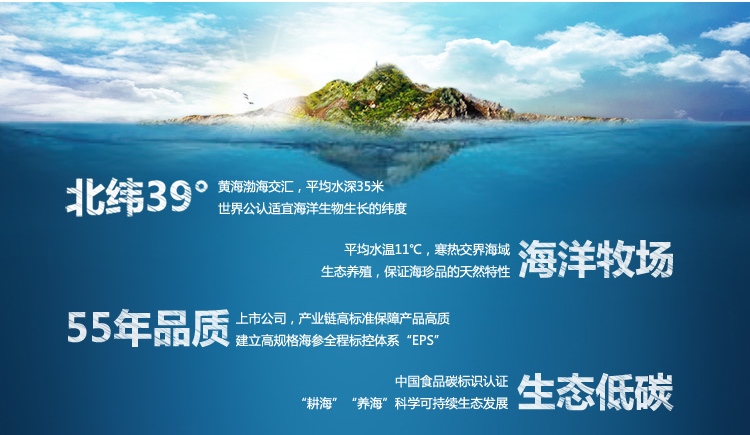 北纬39°
黄海渤海交汇，平均水深35米
世界公认适宜海洋生物生长的纬度
平均水温11℃，寒热交界海域
生态养殖，保证海珍品的天然特性
海洋牧场
55年品质
上市公司，产业链高标准保障产品高质
建立高规格海参全程标控体系“EPS”
中国食品碳标识认证
“耕海”“养海”科学可持续生态发展
生态低碳